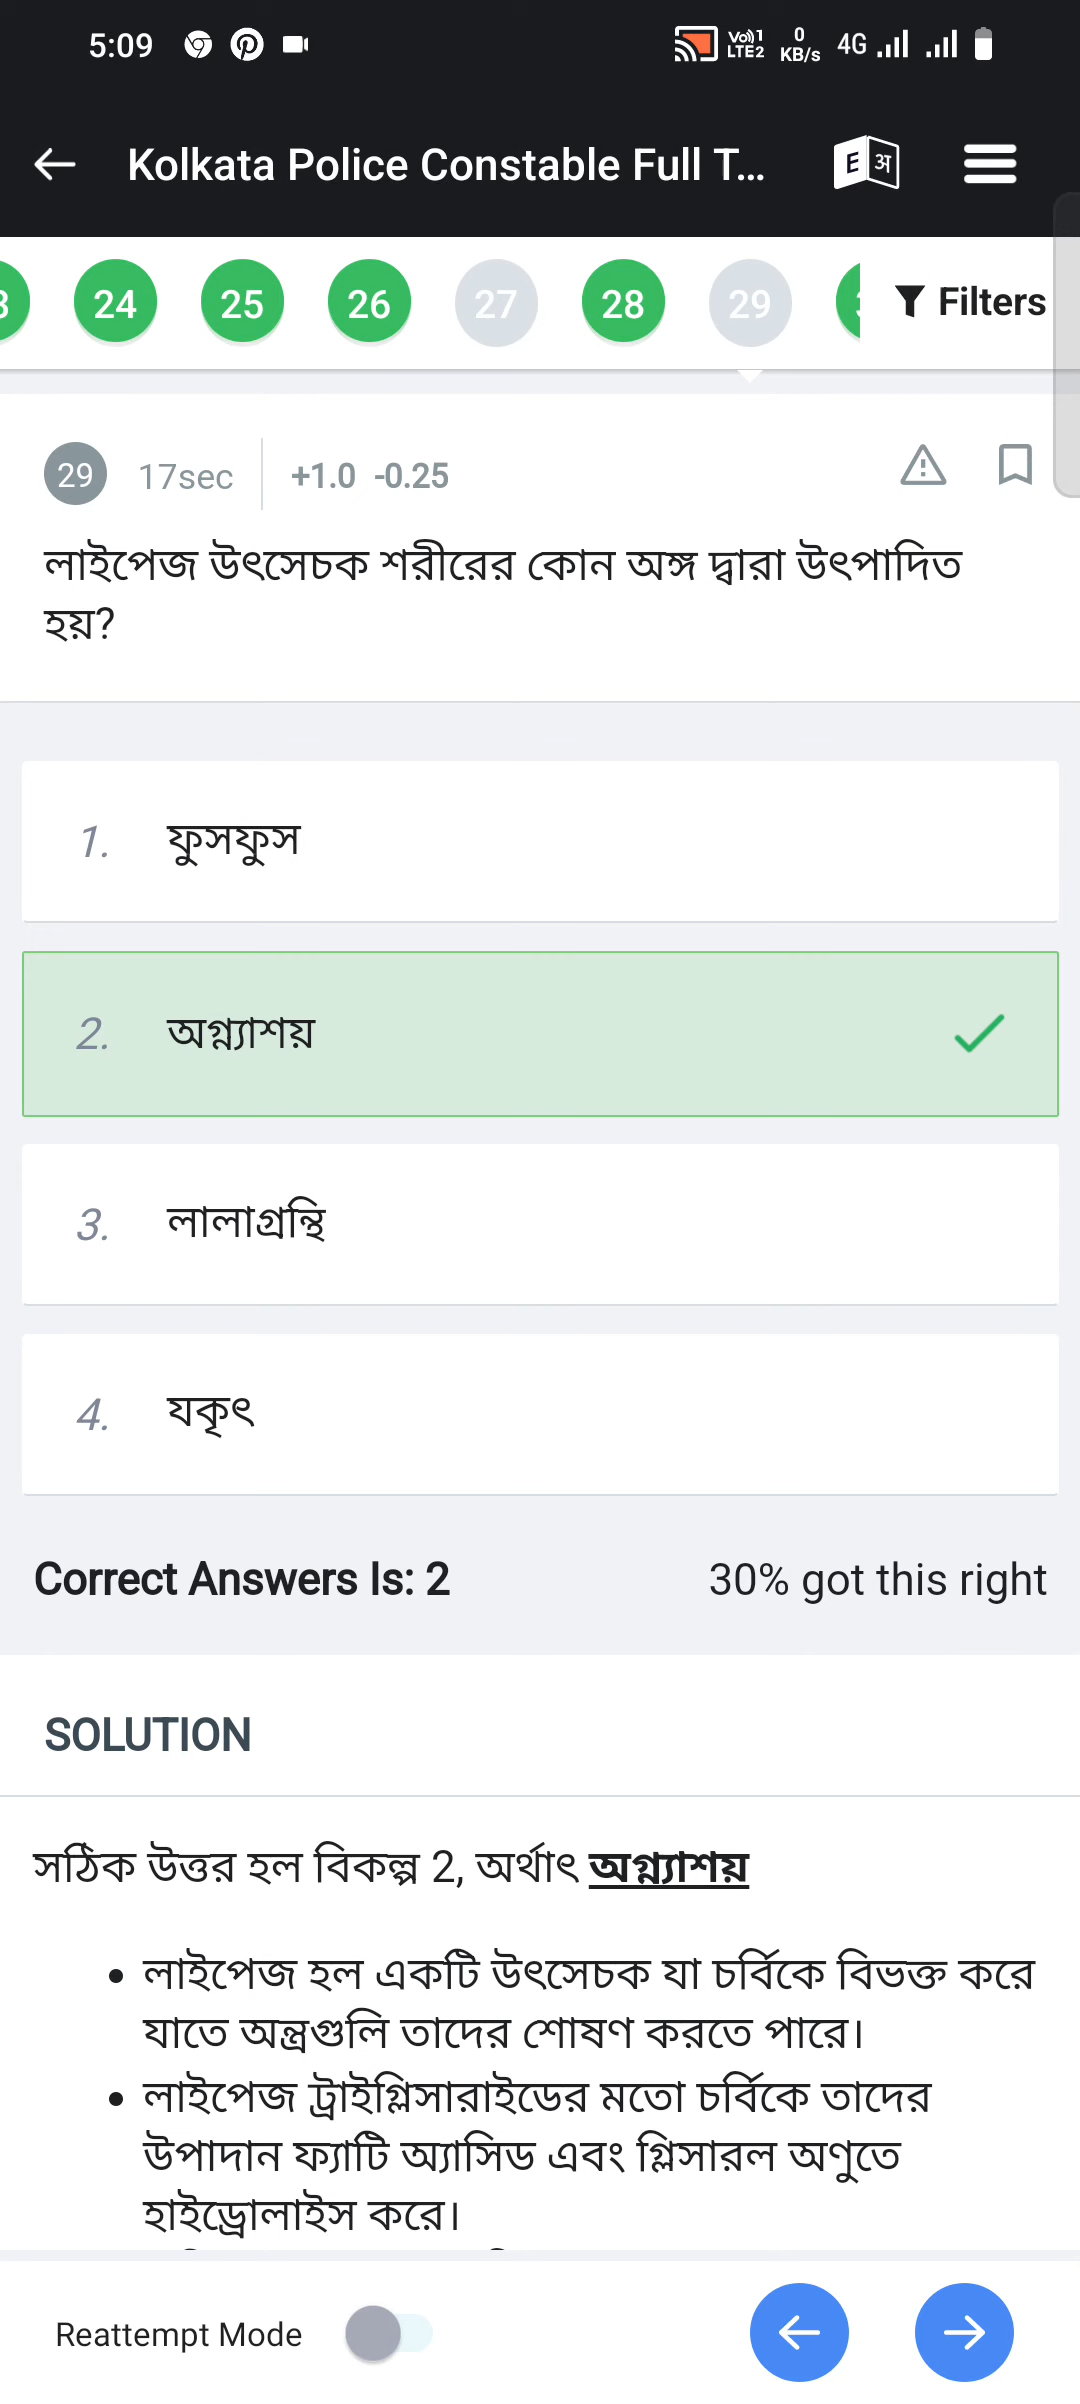 5:09 Vo))1 LTE2 0 KB/s 4G
Kolkata Police Constable Full T... E अ
3 24 25 26 27 28 29 Filters
29 17sec +1.0 -0.25
লাইপেজ উৎসেচক শরীরের কোন অঙ্গ দ্বারা উৎপাদিত
হয়?
1. ফুসফুস
2. অগ্ন্যাশয়
3. লালাগ্রন্থি
4. যকৃৎ
Correct Answers Is: 2 30% got this right
SOLUTION
সঠিক উত্তর হল বিকল্প 2, অর্থাৎ অগ্ন্যাশয়
• লাইপেজ হল একটি উৎসেচক যা চর্বিকে বিভক্ত করে
যাতে অন্ত্রগুলি তাদের শোষণ করতে পারে।
• লাইপেজ ট্রাইগ্লিসারাইডের মতো চর্বিকে তাদের
উপাদান ফ্যাটি অ্যাসিড এবং গ্লিসারল অণুতে
হাইড্রোলাইস করে।
Reattempt Mode